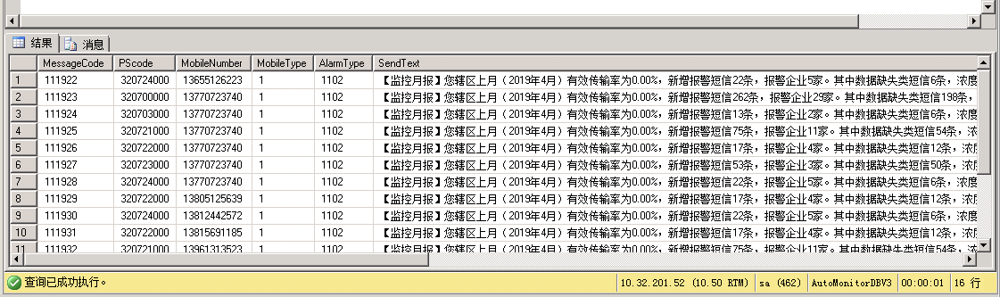 结果 消息
MessageCode PScode MobileNumber MobileType AlarmType SendText
1 111922 320724000 13655126223 1 1102 【监控月报】您辖区上月（2019年4月）有效传输率为0.00%，新增报警短信22条，报警企业5家。其中数据缺失类短信6条，浓度
2 111923 320700000 13770723740 1 1102 【监控月报】您辖区上月（2019年4月）有效传输率为0.00%，新增报警短信262条，报警企业29家。其中数据缺失类短信198条，
3 111924 320703000 13770723740 1 1102 【监控月报】您辖区上月（2019年4月）有效传输率为0.00%，新增报警短信13条，报警企业2家。其中数据缺失类短信6条，浓度
4 111925 320721000 13770723740 1 1102 【监控月报】您辖区上月（2019年4月）有效传输率为0.00%，新增报警短信75条，报警企业11家。其中数据缺失类短信54条，浓
5 111926 320722000 13770723740 1 1102 【监控月报】您辖区上月（2019年4月）有效传输率为0.00%，新增报警短信17条，报警企业4家。其中数据缺失类短信12条，浓度
6 111927 320723000 13770723740 1 1102 【监控月报】您辖区上月（2019年4月）有效传输率为0.00%，新增报警短信53条，报警企业3家。其中数据缺失类短信50条，浓度
7 111928 320724000 13770723740 1 1102 【监控月报】您辖区上月（2019年4月）有效传输率为0.00%，新增报警短信22条，报警企业5家。其中数据缺失类短信6条，浓度
8 111929 320722000 13805125639 1 1102 【监控月报】您辖区上月（2019年4月）有效传输率为0.00%，新增报警短信17条，报警企业4家。其中数据缺失类短信12条，浓度
9 111930 320724000 13812442572 1 1102 【监控月报】您辖区上月（2019年4月）有效传输率为0.00%，新增报警短信22条，报警企业5家。其中数据缺失类短信6条，浓度
10 111931 320722000 13815691185 1 1102 【监控月报】您辖区上月（2019年4月）有效传输率为0.00%，新增报警短信17条，报警企业4家。其中数据缺失类短信12条，浓度
11 111932 320721000 13961313523 1 1102 【监控月报】您辖区上月（2019年4月）有效传输率为0.00%，新增报警短信75条，报警企业11家。其中数据缺失类短信54条，浓
查询已成功执行。 10.32.201.52 (10.50 RTM) sa (462) AutoMonitorDBV3 00:00:01 16 行